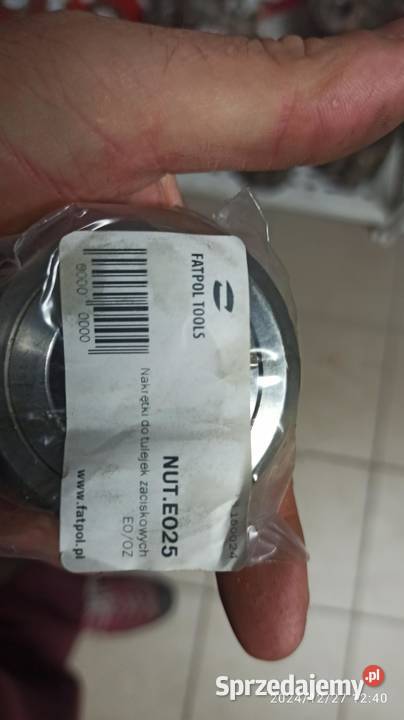 FATPOL TOOLS
6000 0000
Nakrętki do tulejek zaciskowych
EO/OZ
NUT.EO25
www.fatpol.pl
Sprzedajemy.pl
2024/12/27 12:40